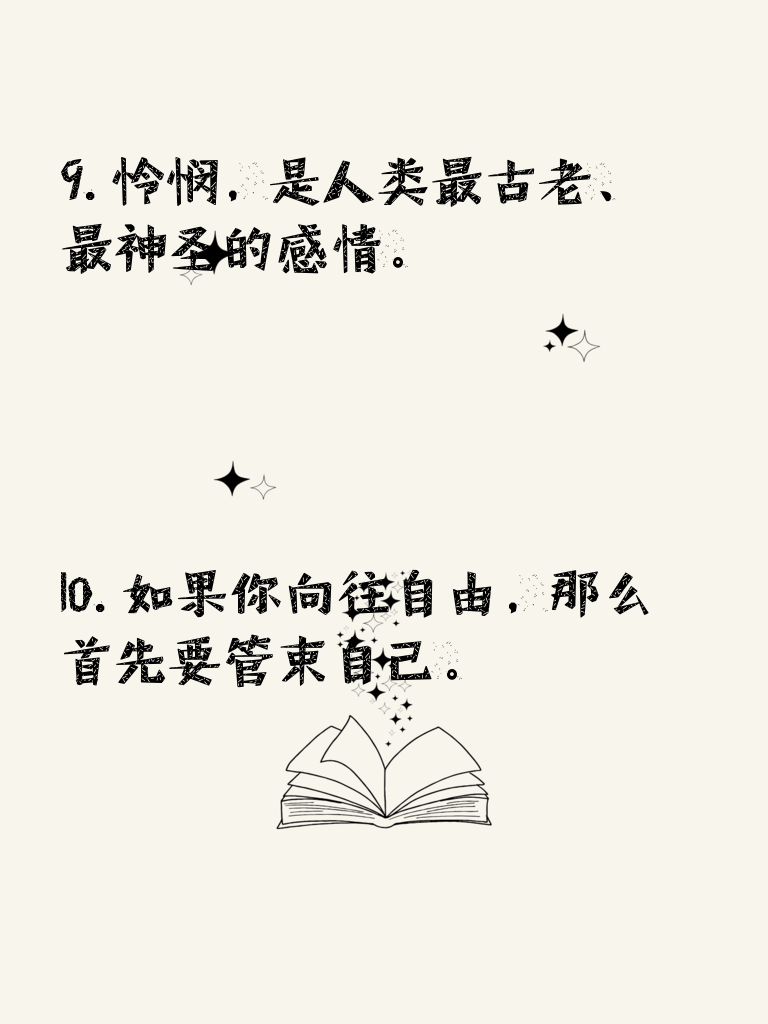 9. 怜悯，是人类最古老、
最神圣的感情。
10. 如果你向往自由，那么
首先要管束自己。